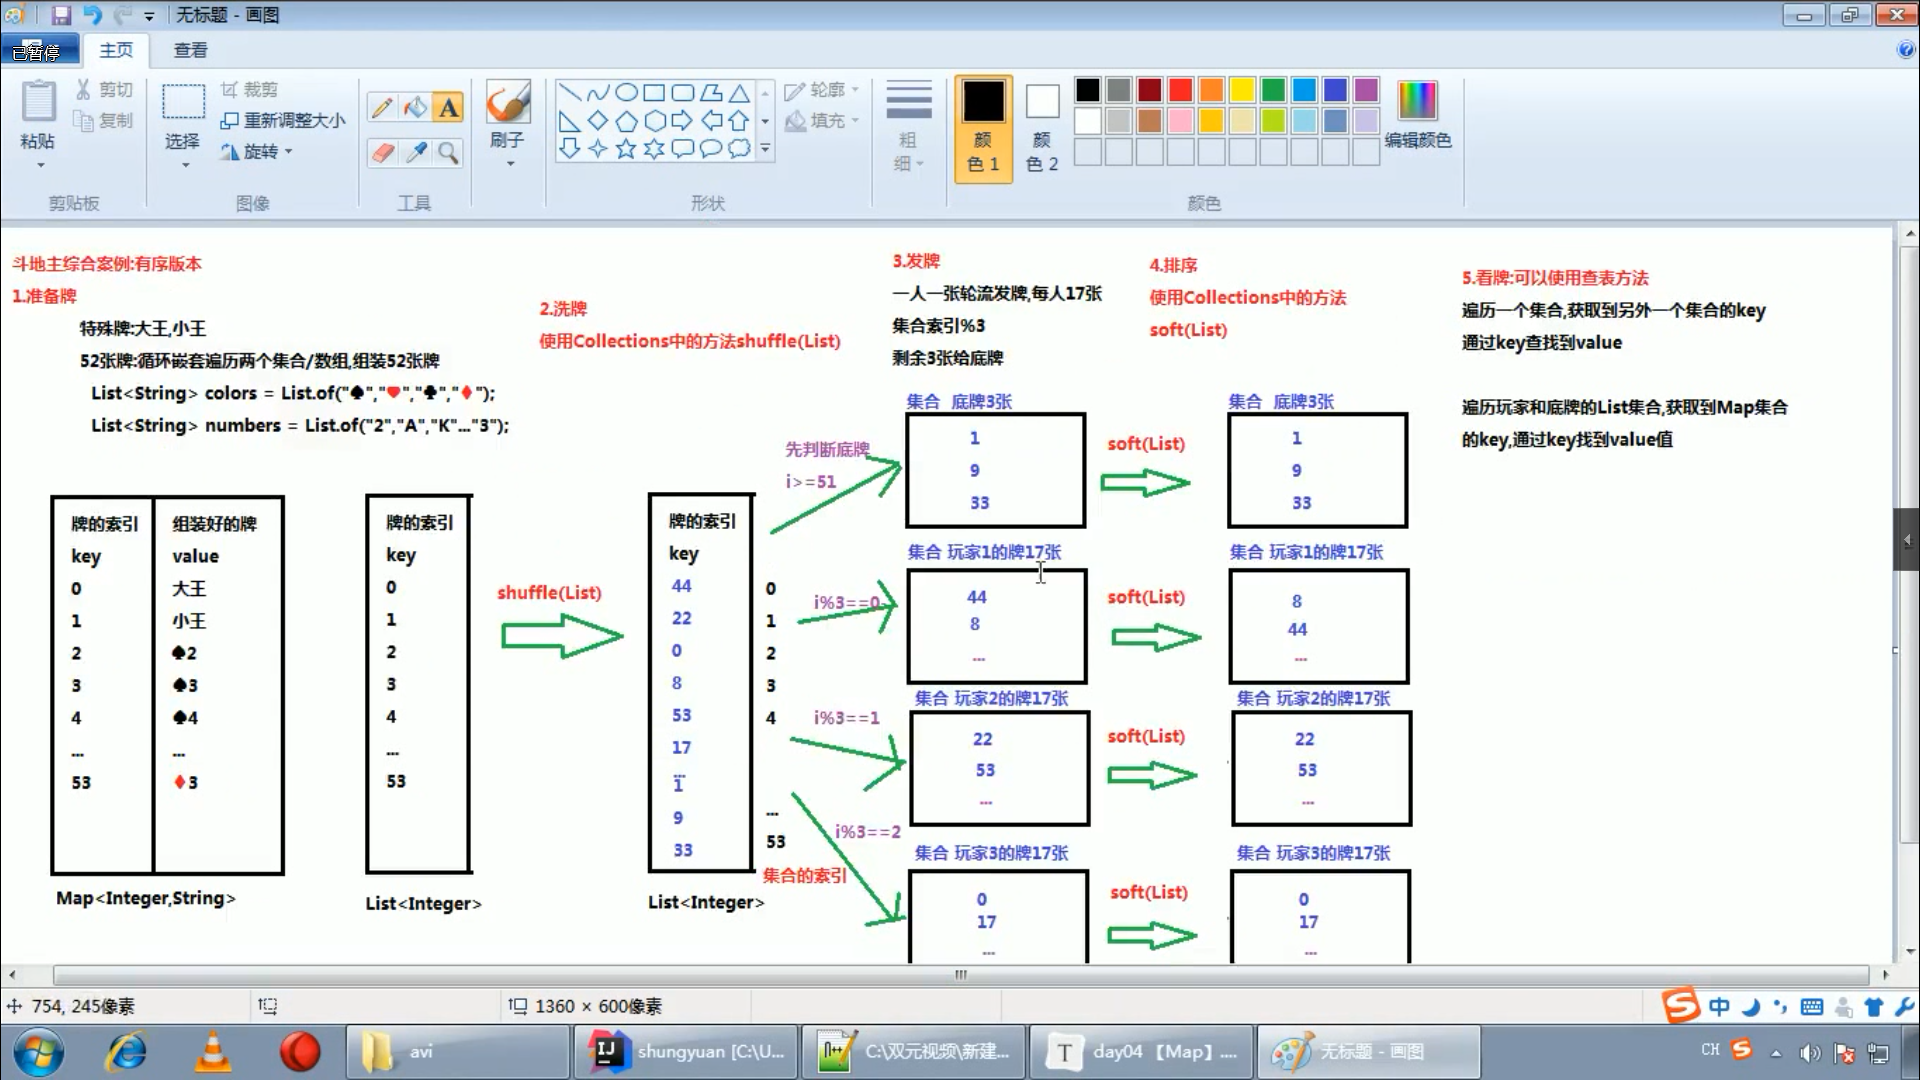 无标题 - 画图
已暂停
主页
查看
粘贴
剪切
复制
剪贴板
选择
裁剪
重新调整大小
旋转
图像
A
工具
刷子
轮廓
填充
形状
粗
细
颜
色 1
颜
色 2
编辑颜色
颜色
斗地主综合案例:有序版本
1.准备牌
特殊牌:大王,小王
52张牌:循环嵌套遍历两个集合/数组,组装52张牌
List<String> colors = List.of("♠","♥","♣","♦");
List<String> numbers = List.of("2","A","K"..."3");
2.洗牌
使用Collections中的方法shuffle(List)
3.发牌
一人一张轮流发牌,每人17张
集合索引%3
剩余3张给底牌
4.排序
使用Collections中的方法
soft(List)
5.看牌:可以使用查表方法
遍历一个集合,获取到另外一个集合的key
通过key查找到value
遍历玩家和底牌的List集合,获取到Map集合
的key,通过key找到value值
牌的索引 组装好的牌
key value
0 大王
1 小王
2 ♠2
3 ♠3
4 ♠4
... ...
53 ♦3
Map<Integer,String>
牌的索引
key
0
1
2
3
4
...
53
List<Integer>
shuffle(List)
牌的索引
key
44
22
0
8
53
17
...
1
9
33
List<Integer>
0
1
2
3
4
...
53
集合的索引
先判断底牌
i>=51
i%3==0
i%3==1
i%3==2
集合 底牌3张
1
9
33
soft(List)
集合 底牌3张
1
9
33
集合 玩家1的牌17张
44
8
...
soft(List)
集合 玩家1的牌17张
8
44
...
集合 玩家2的牌17张
22
53
...
soft(List)
集合 玩家2的牌17张
22
53
...
集合 玩家3的牌17张
0
17
...
soft(List)
集合 玩家3的牌17张
0
17
...
754, 245像素
1360 × 600像素
中
avi
shungyuan [C:\U...
C:\双元视频\新建...
day04 【Map】....
无标题 - 画图
CH